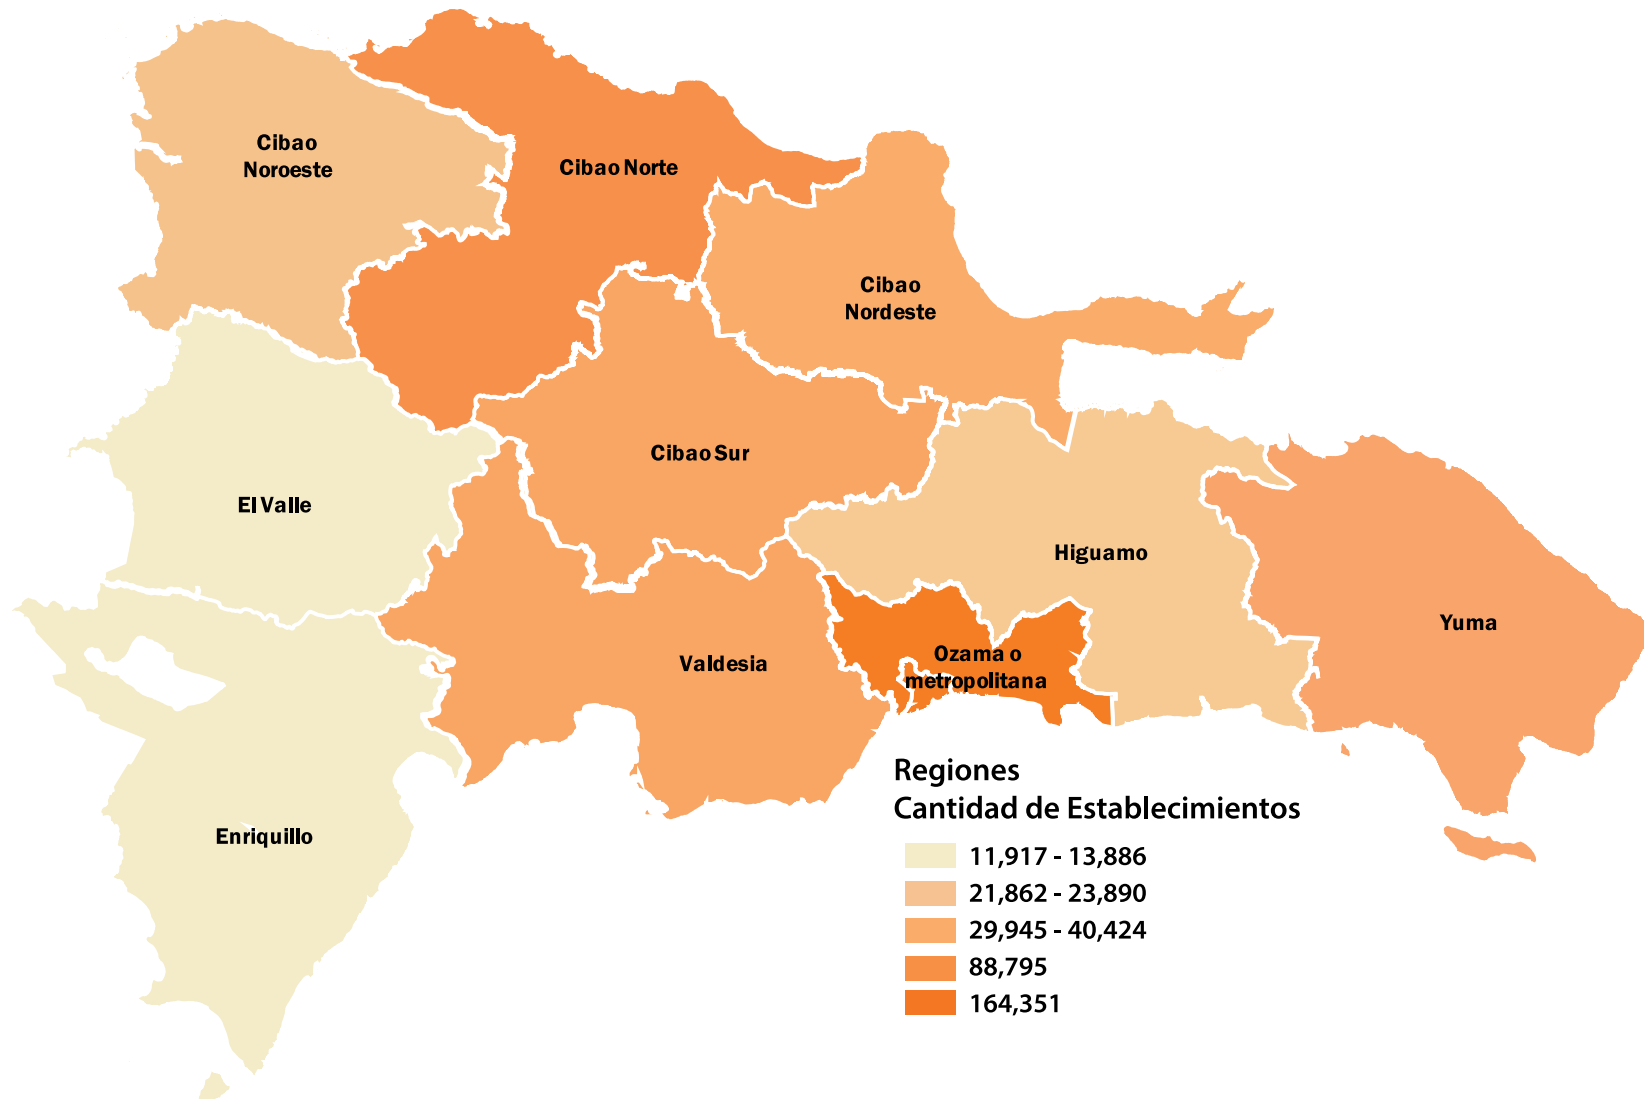 Cibao
Noroeste
Cibao Norte
Cibao
Nordeste
Cibao Sur
El Valle
Higuamo
Yuma
Ozama o
metropolitana
Valdesia
Enriquillo
Regiones
Cantidad de Establecimientos
11,917 - 13,886
21,862 - 23,890
29,945 - 40,424
88,795
164,351